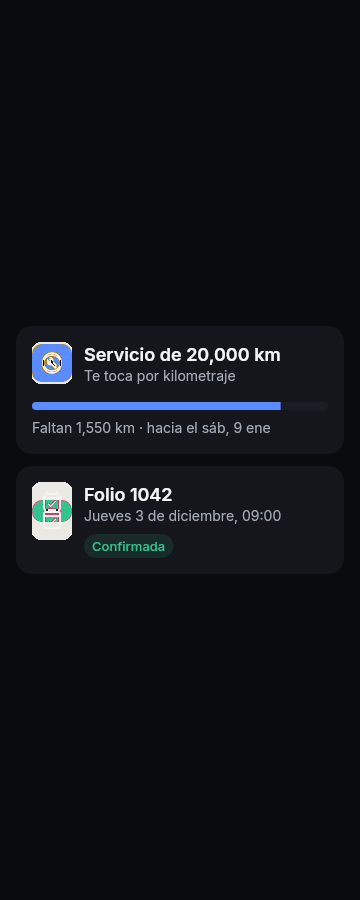 Servicio de 20,000 km
Te toca por kilometraje
Faltan 1,550 km · hacia el sáb, 9 ene
Folio 1042
Jueves 3 de diciembre, 09:00
Confirmada